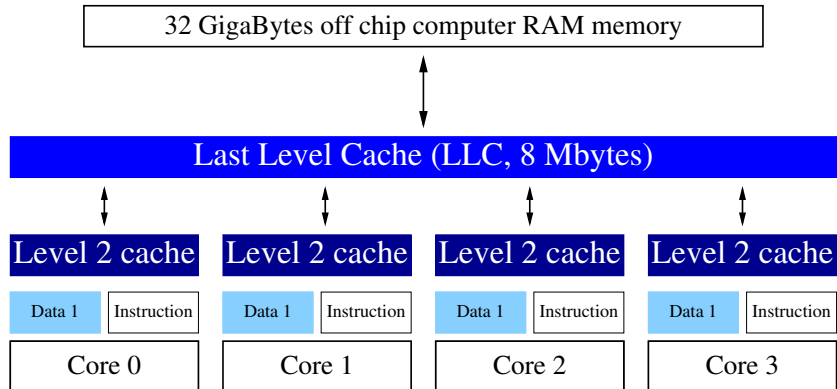 32 GigaBytes off chip computer RAM memory
Last Level Cache (LLC, 8 Mbytes)
Level 2 cache Level 2 cache Level 2 cache Level 2 cache
Data 1 Instruction Data 1 Instruction Data 1 Instruction Data 1 Instruction
Core 0 Core 1 Core 2 Core 3